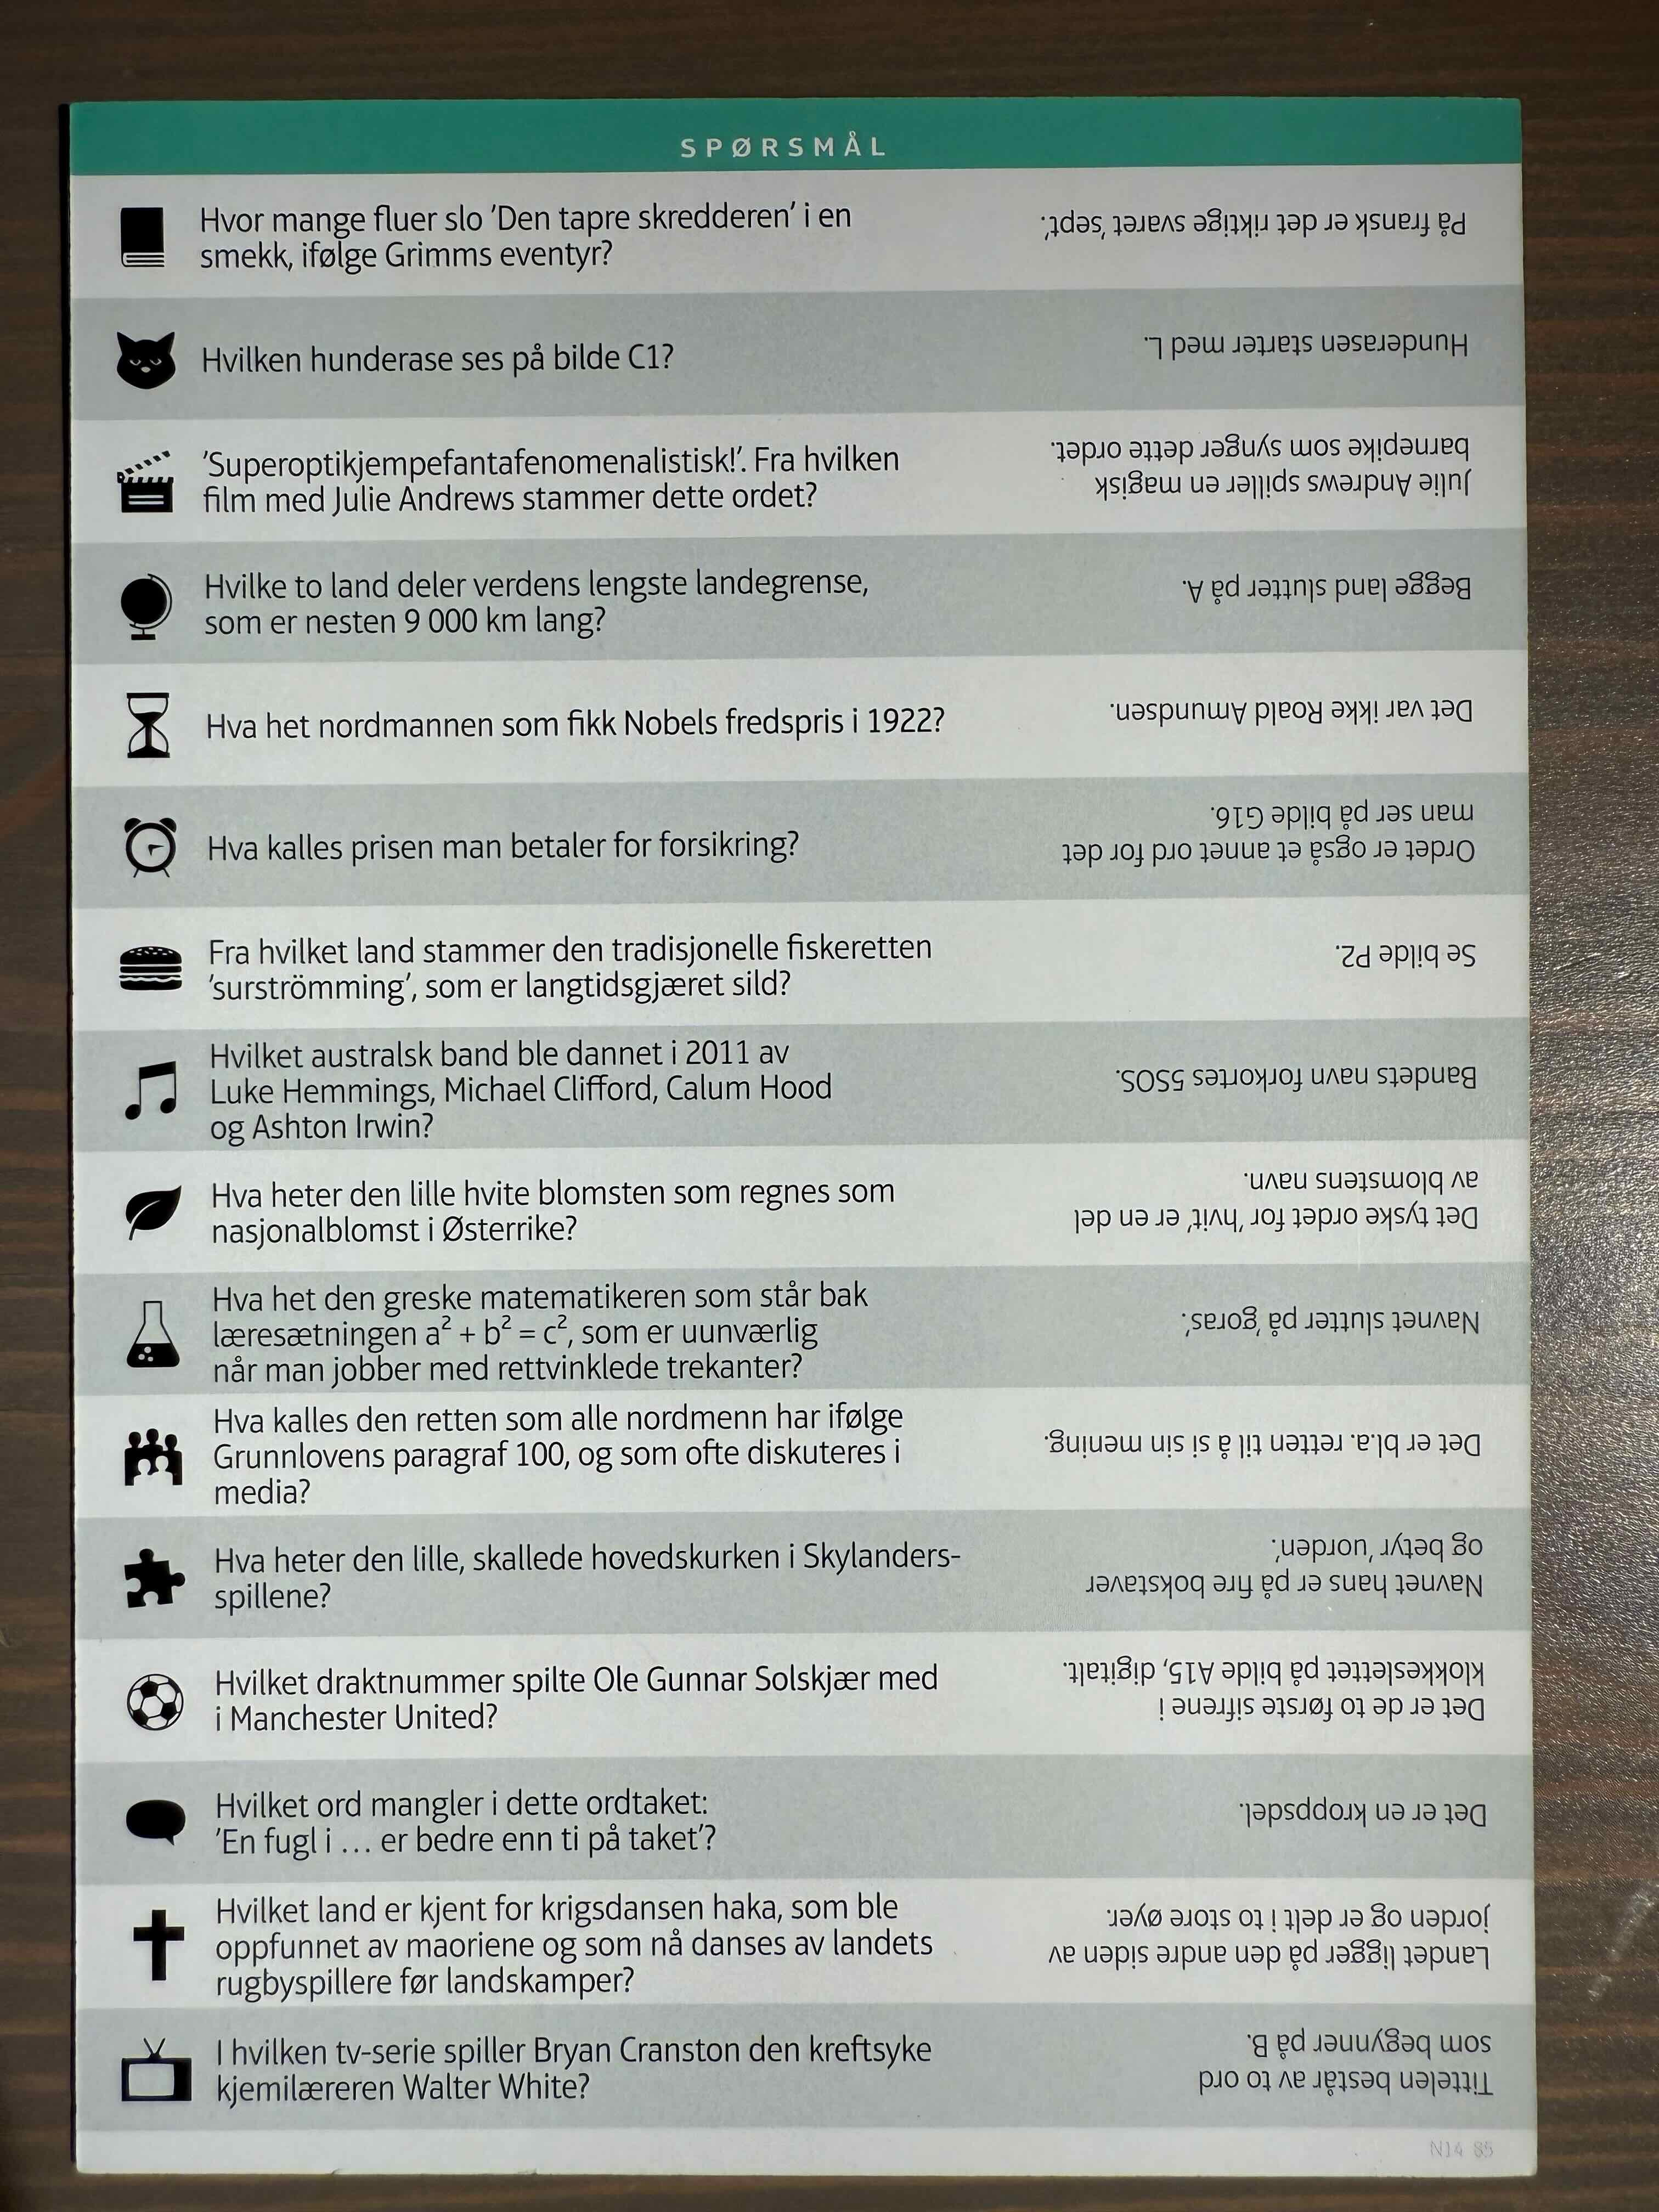 SPØRSMÅL
Hvor mange fluer slo ’Den tapre skredderen’ i en
smekk, ifølge Grimms eventyr?
På fransk er det riktige svaret ’sept’.
Hvilken hunderase ses på bilde C1?
Hunderasen starter med L.
’Superoptikjempefantafenomenalistisk!’. Fra hvilken
film med Julie Andrews stammer dette ordet?
Julie Andrews spiller en magisk
barnepike som synger dette ordet.
Hvilke to land deler verdens lengste landegrense,
som er nesten 9 000 km lang?
Begge land slutter på A.
Hva het nordmannen som fikk Nobels fredspris i 1922?
Det var ikke Roald Amundsen.
Hva kalles prisen man betaler for forsikring?
Ordet er også et annet ord for det
man ser på bilde G16.
Fra hvilket land stammer den tradisjonelle fiskeretten
’surströmming’, som er langtidsgjæret sild?
Se bilde P2.
Hvilket australsk band ble dannet i 2011 av
Luke Hemmings, Michael Clifford, Calum Hood
og Ashton Irwin?
Bandets navn forkortes 5SOS.
Hva heter den lille hvite blomsten som regnes som
nasjonalblomst i Østerrike?
Det tyske ordet for ’hvit’ er en del
av blomstens navn.
Hva het den greske matematikeren som står bak
læresætningen a² + b² = c², som er uunværlig
når man jobber med rettvinklede trekanter?
Navnet slutter på ’goras’.
Hva kalles den retten som alle nordmenn har ifølge
Grunnlovens paragraf 100, og som ofte diskuteres i
media?
Det er bl.a. retten til å si sin mening.
Hva heter den lille, skallede hovedskurken i Skylanders-
spillene?
Navnet hans er på fire bokstaver
og betyr ’uorden’.
Hvilket draktnummer spilte Ole Gunnar Solskjær med
i Manchester United?
Det er de to første sifrene i
klokkeslettet på bilde A15, digitalt.
Hvilket ord mangler i dette ordtaket:
’En fugl i … er bedre enn ti på taket’?
Det er en kroppsdel.
Hvilket land er kjent for krigsdansen haka, som ble
oppfunnet av maoriene og som nå danses av landets
rugbyspillere før landskamper?
Landet ligger på den andre siden av
jorden og er delt i to store øyer.
I hvilken tv-serie spiller Bryan Cranston den kreftsyke
kjemilæreren Walter White?
Tittelen består av to ord
som begynner på B.
N14 85